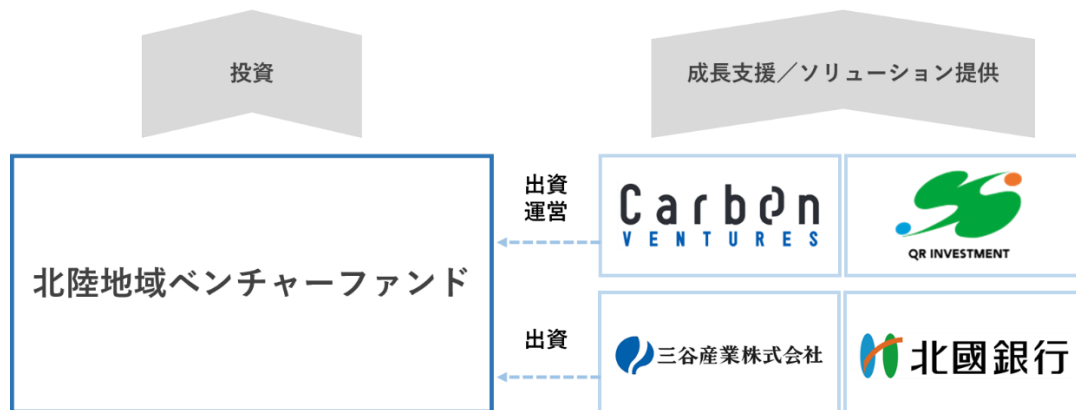 投資
成長支援／ソリューション提供
北陸地域ベンチャーファンド
出資
運営
Carbon
VENTURES
QR INVESTMENT
出資
三谷産業株式会社
北國銀行